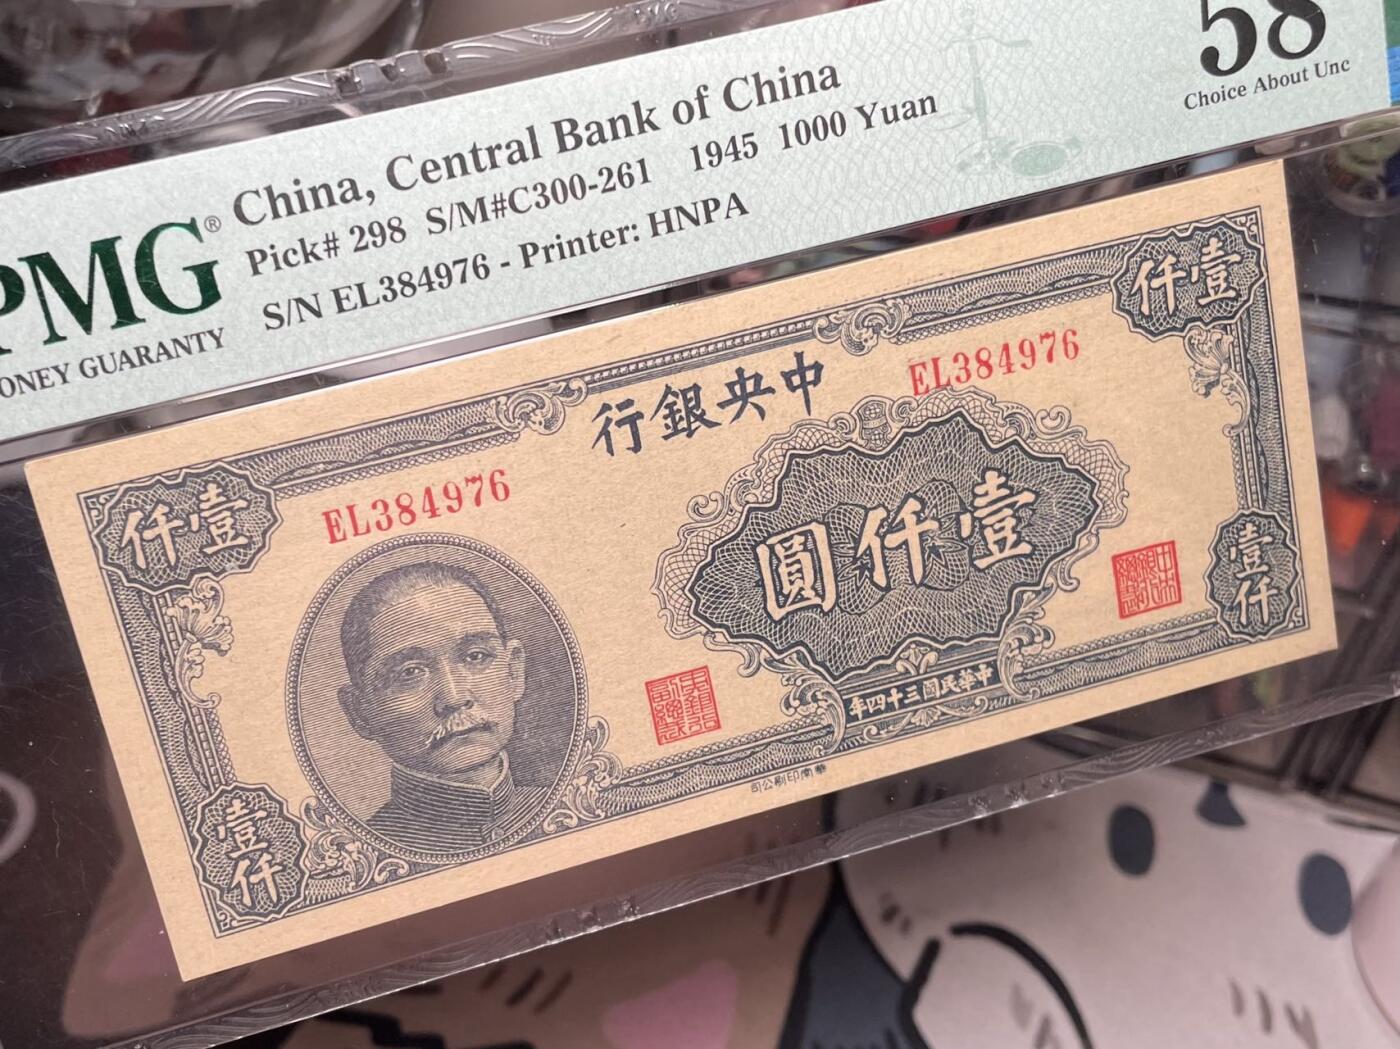 58
Choice About Unc
PMG®
MONEY GUARANTY
China, Central Bank of China
Pick# 298 S/M#C300-261 1945 1000 Yuan
S/N EL384976 - Printer: HNPA
壹仟
中央銀行
EL384976
EL384976
壹仟
壹仟圓
中華民國三十四年
壹仟
壹仟
華南印刷公司